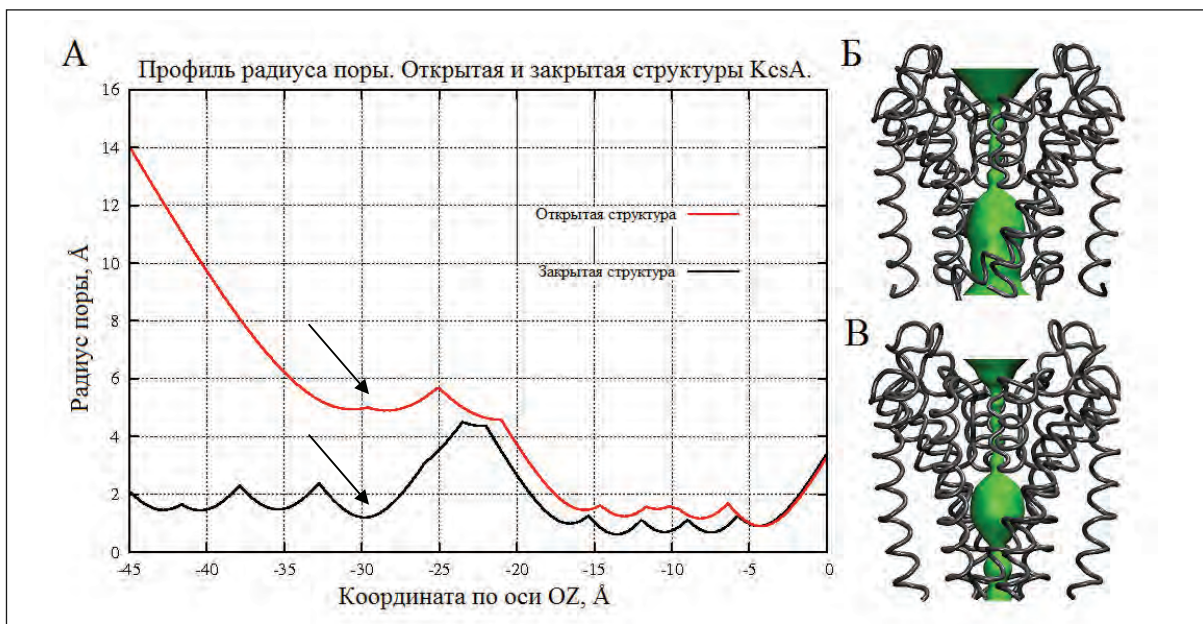 А
Профиль радиуса поры. Открытая и закрытая структуры KcsA.
16
14
12
10
8
6
4
2
0
Радиус поры, Å
Открытая структура
Закрытая структура
-45
-40
-35
-30
-25
-20
-15
-10
-5
0
Координата по оси OZ, Å
Б
В